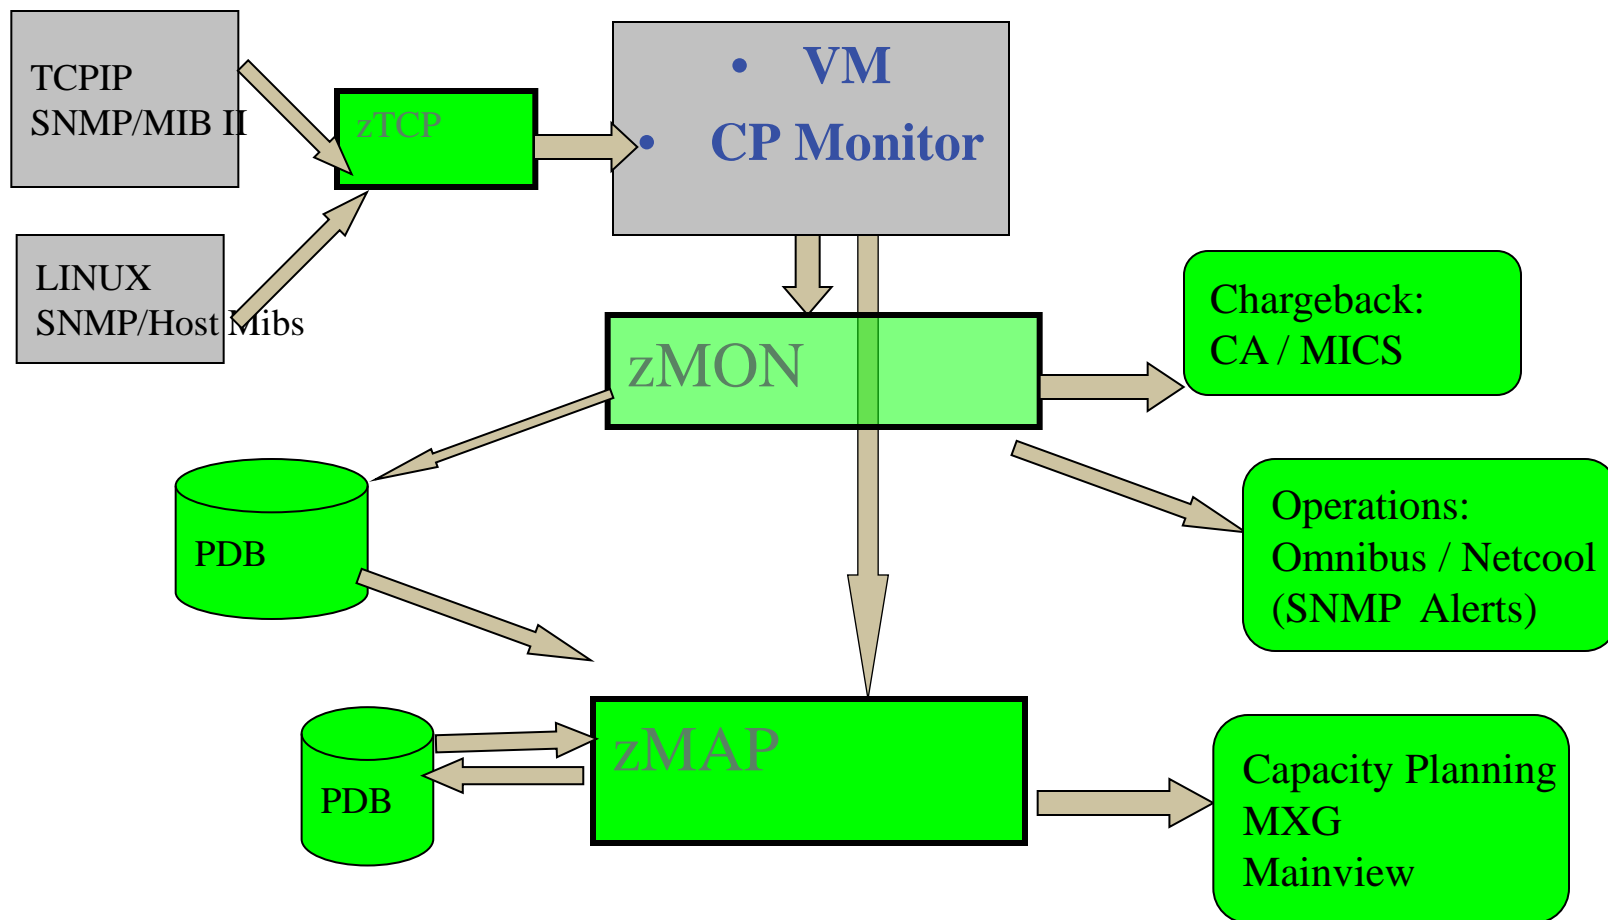 TCPIP
SNMP/MIB II
zTCP
• VM
• CP Monitor
LINUX
SNMP/Host Mibs
Chargeback:
CA / MICS
zMON
Operations:
Omnibus / Netcool
(SNMP Alerts)
PDB
zMAP
PDB
Capacity Planning
MXG
Mainview